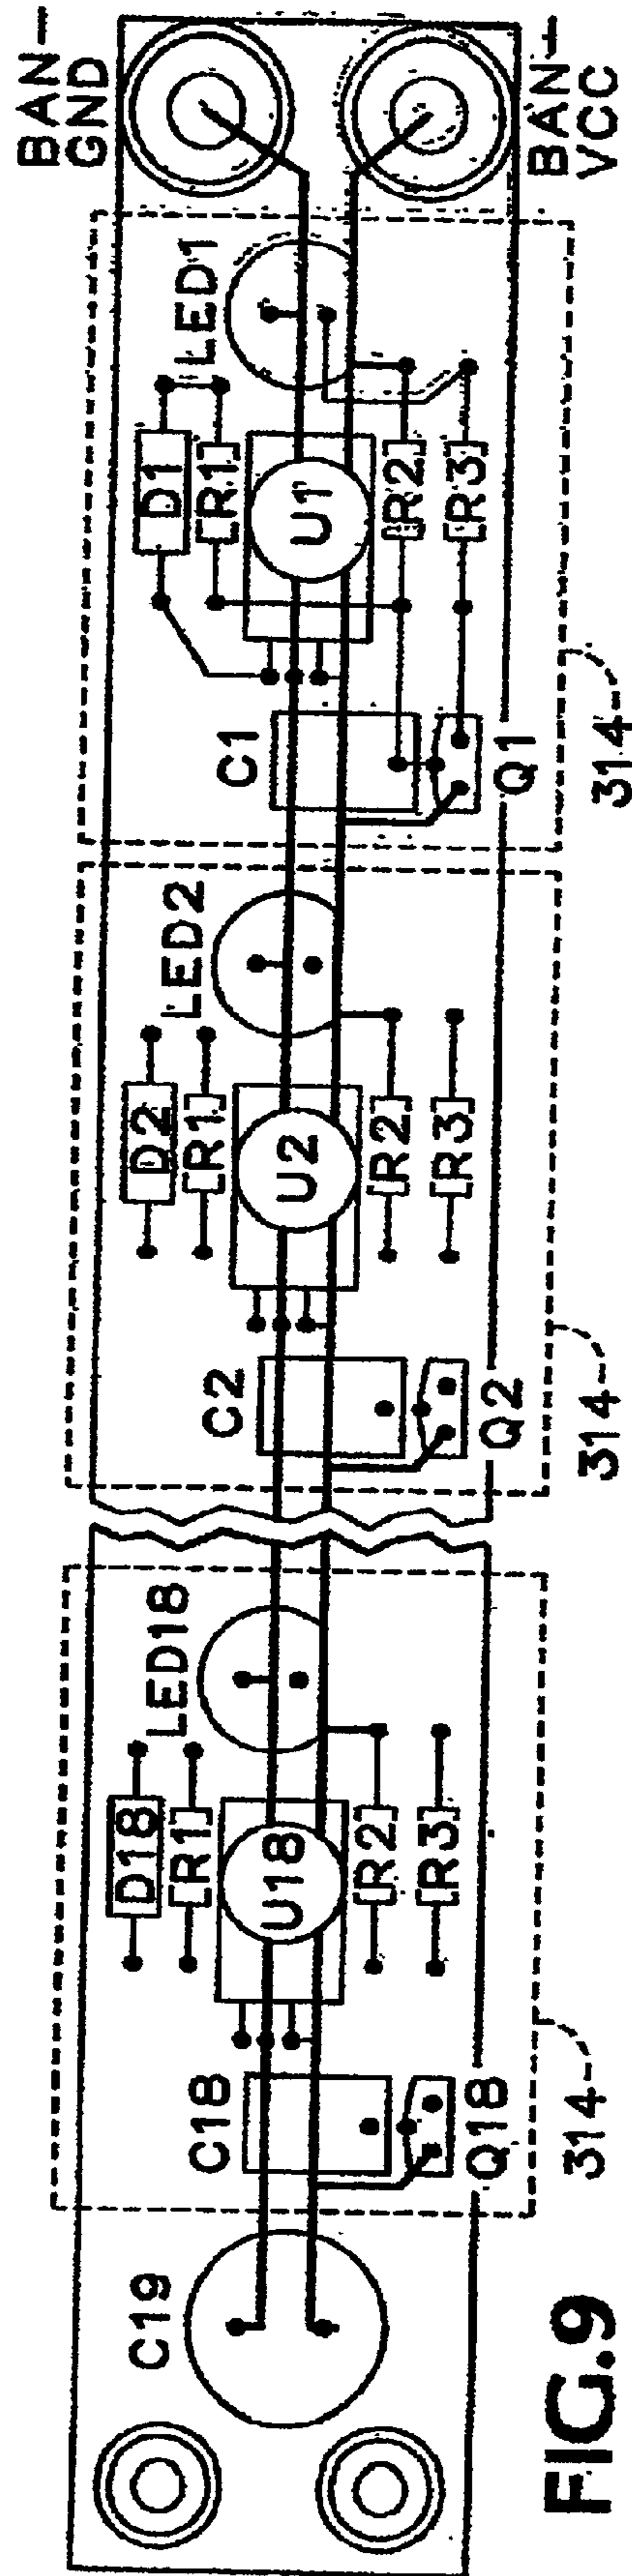 BAN-
GND
BAN-
VCC
LED1
D1
R1
U1
R2
R3
C1
Q1
314
LED2
D2
R1
U2
R2
R3
C2
Q2
314
LED18
D18
R1
U18
R2
R3
C18
Q18
314
C19
FIG.9